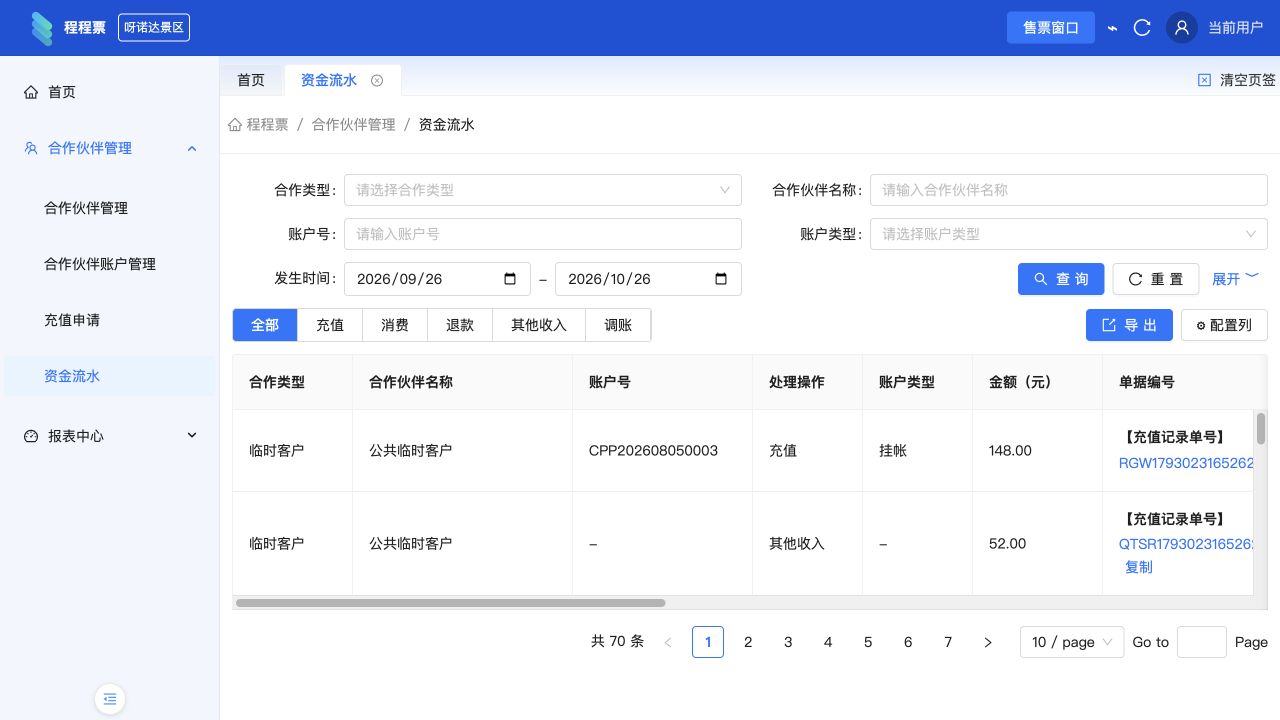 程程票 呀诺达景区 售票窗口 当前用户
首页
合作伙伴管理
合作伙伴管理
合作伙伴账户管理
充值申请
资金流水
报表中心
首页 资金流水 清空页签
程程票 / 合作伙伴管理 / 资金流水
合作类型: 请选择合作类型 合作伙伴名称: 请输入合作伙伴名称
账户号: 请输入账户号 账户类型: 请选择账户类型
发生时间: 2026/09/26 – 2026/10/26 查 询 重 置 展开
全部 充值 消费 退款 其他收入 调账 导 出 配置列
合作类型 合作伙伴名称 账户号 处理操作 账户类型 金额（元） 单据编号
临时客户 公共临时客户 CPP202608050003 充值 挂帐 148.00 【充值记录单号】
RGW1793023165262
临时客户 公共临时客户 – 其他收入 – 52.00 【充值记录单号】
QTSR1793023165262
复制
共 70 条 < 1 2 3 4 5 6 7 > 10 / page Go to Page